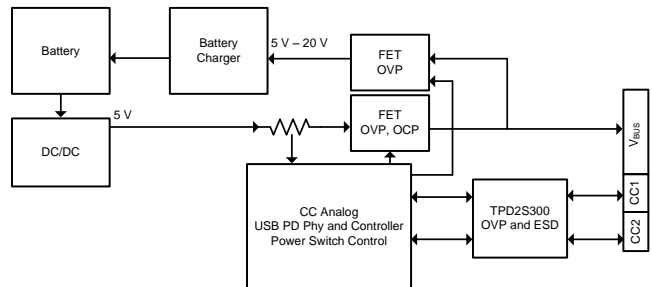 Battery
Battery
Charger
5 V – 20 V
FET
OVP
5 V
DC/DC
FET
OVP, OCP
VBUS
CC Analog
USB PD Phy and Controller
Power Switch Control
TPD2S300
OVP and ESD
CC1
CC2